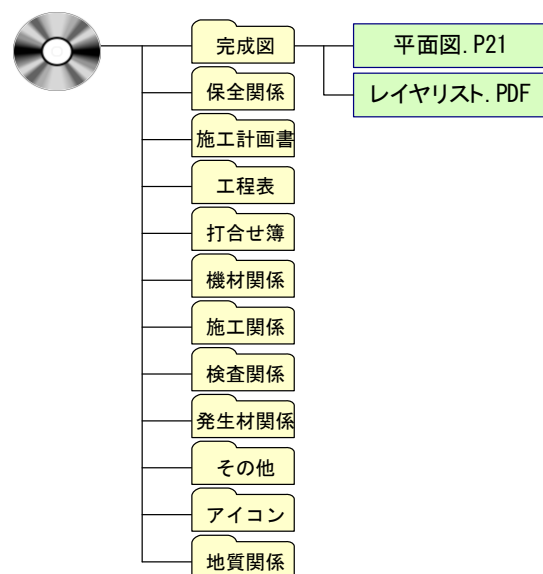 完成図
平面図.P21
保全関係
レイヤリスト.PDF
施工計画書
工程表
打合せ簿
機材関係
施工関係
検査関係
発生材関係
その他
アイコン
地質関係